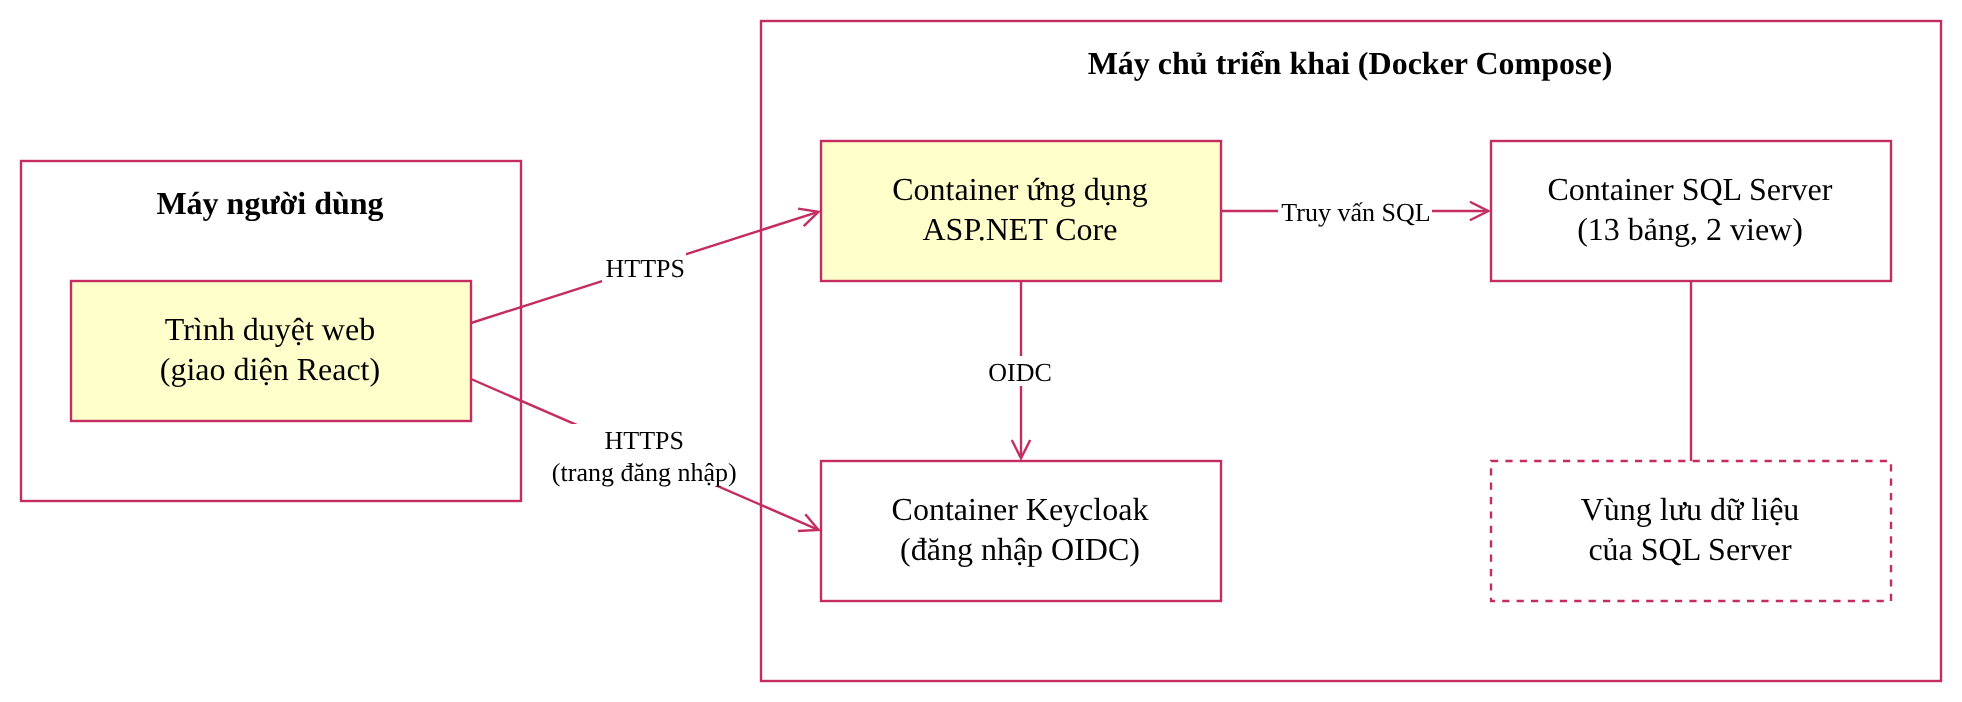 Máy chủ triển khai (Docker Compose)
Máy người dùng
Trình duyệt web
(giao diện React)
HTTPS
HTTPS
(trang đăng nhập)
Container ứng dụng
ASP.NET Core
Truy vấn SQL
Container SQL Server
(13 bảng, 2 view)
OIDC
Container Keycloak
(đăng nhập OIDC)
Vùng lưu dữ liệu
của SQL Server